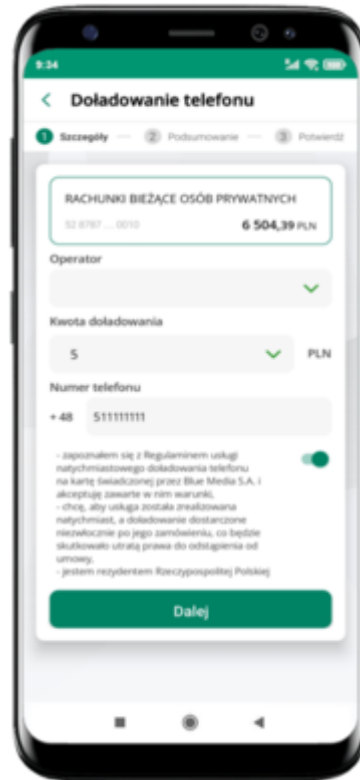 9:34
Doładowanie telefonu
1 Szczegóły 2 Podsumowanie 3 Potwierdź
RACHUNKI BIEŻĄCE OSÓB PRYWATNYCH
52 8787 ... 0010 6 504,39 PLN
Operator
Kwota doładowania
5 PLN
Numer telefonu
+ 48 511111111
- zapoznałem się z Regulaminem usługi
natychmiastowego doładowania telefonu
na kartę świadczonej przez Blue Media S.A. i
akceptuję zawarte w nim warunki,
- chcę, aby usługa została zrealizowana
natychmiast, a doładowanie dostarczone
niezwłocznie po jego zamówieniu, co będzie
skutkowało utratą prawa do odstąpienia od
umowy,
- jestem rezydentem Rzeczypospolitej Polskiej
Dalej